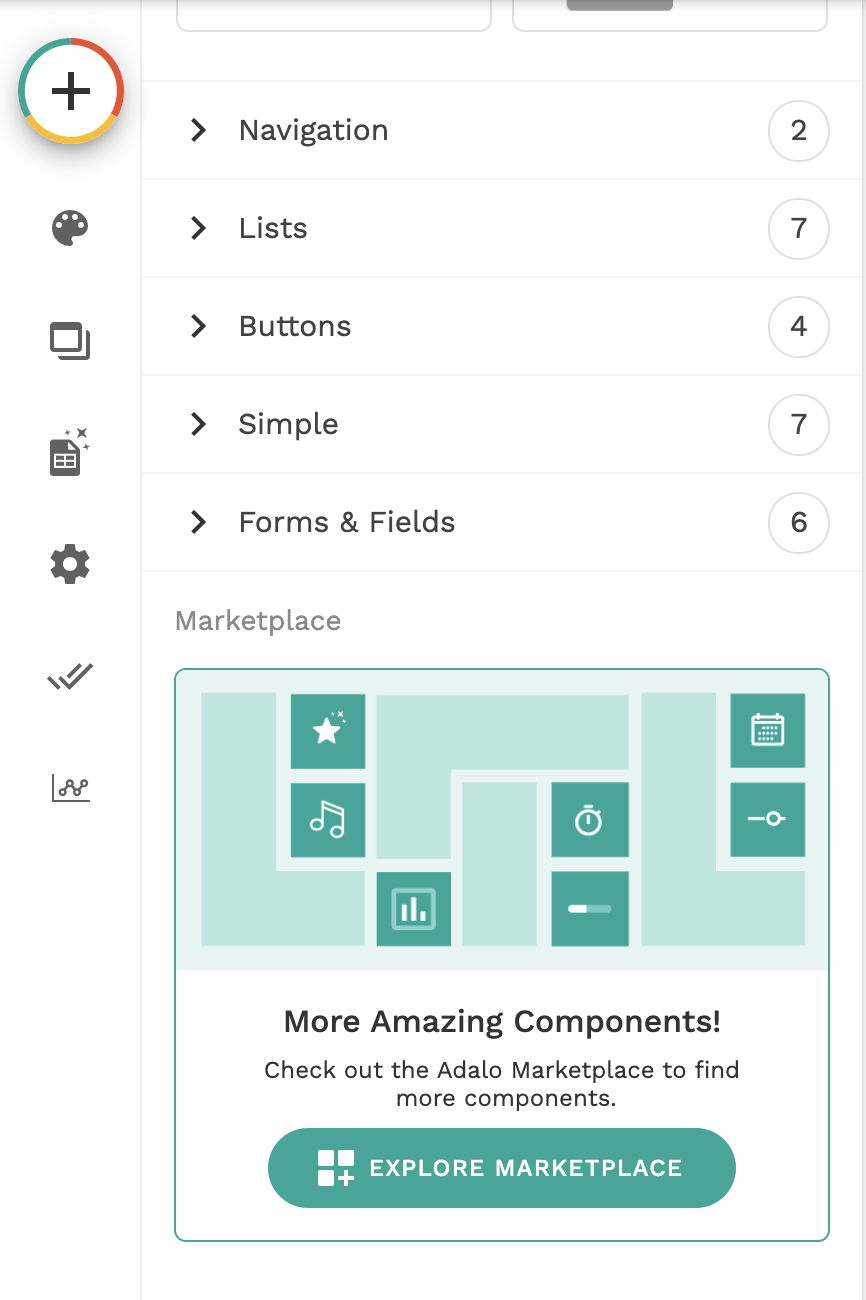 Navigation
2
Lists
7
Buttons
4
Simple
7
Forms & Fields
6
Marketplace
More Amazing Components!
Check out the Adalo Marketplace to find
more components.
EXPLORE MARKETPLACE